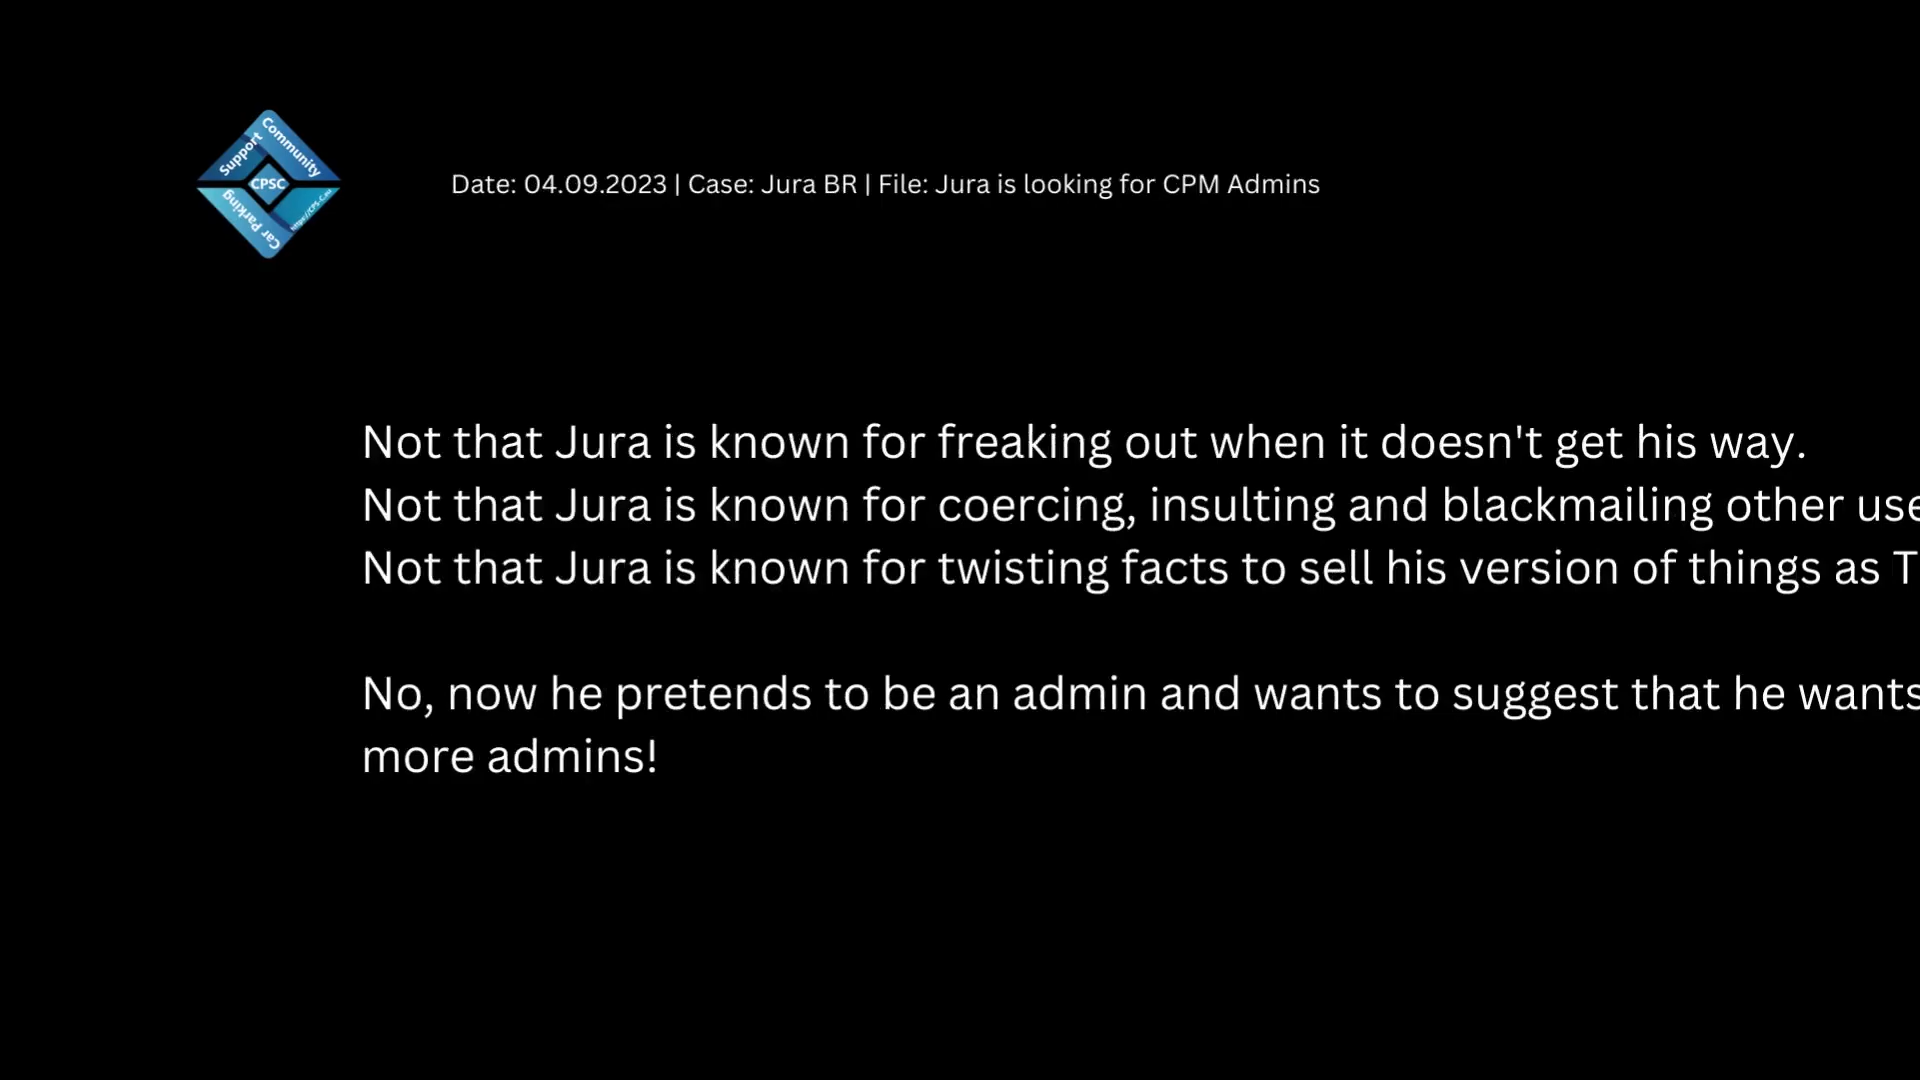 Support
Community
CPSC
Car Parking
Date: 04.09.2023 | Case: Jura BR | File: Jura is looking for CPM Admins
Not that Jura is known for freaking out when it doesn't get his way.
Not that Jura is known for coercing, insulting and blackmailing other
Not that Jura is known for twisting facts to sell his version of things as
No, now he pretends to be an admin and wants to suggest that he wants
more admins!